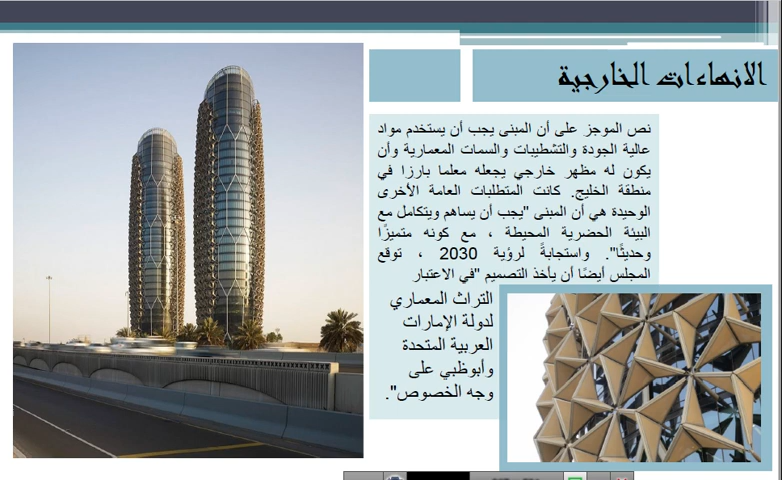 الانهاءات الخارجية
نص الموجز على أن المبنى يجب أن يستخدم مواد
عالية الجودة والتشطيبات والسمات المعمارية وأن
يكون له مظهر خارجي يجعله معلما بارزا في
منطقة الخليج. كانت المتطلبات العامة الأخرى
الوحيدة هي أن المبنى "يجب أن يساهم ويتكامل مع
البيئة الحضرية المحيطة ، مع كونه متميزًا
وحديثًا". واستجابةً لرؤية 2030 ، توقع
المجلس أيضًا أن يأخذ التصميم "في الاعتبار
التراث المعماري
لدولة الإمارات
العربية المتحدة
وأبوظبي على
وجه الخصوص".